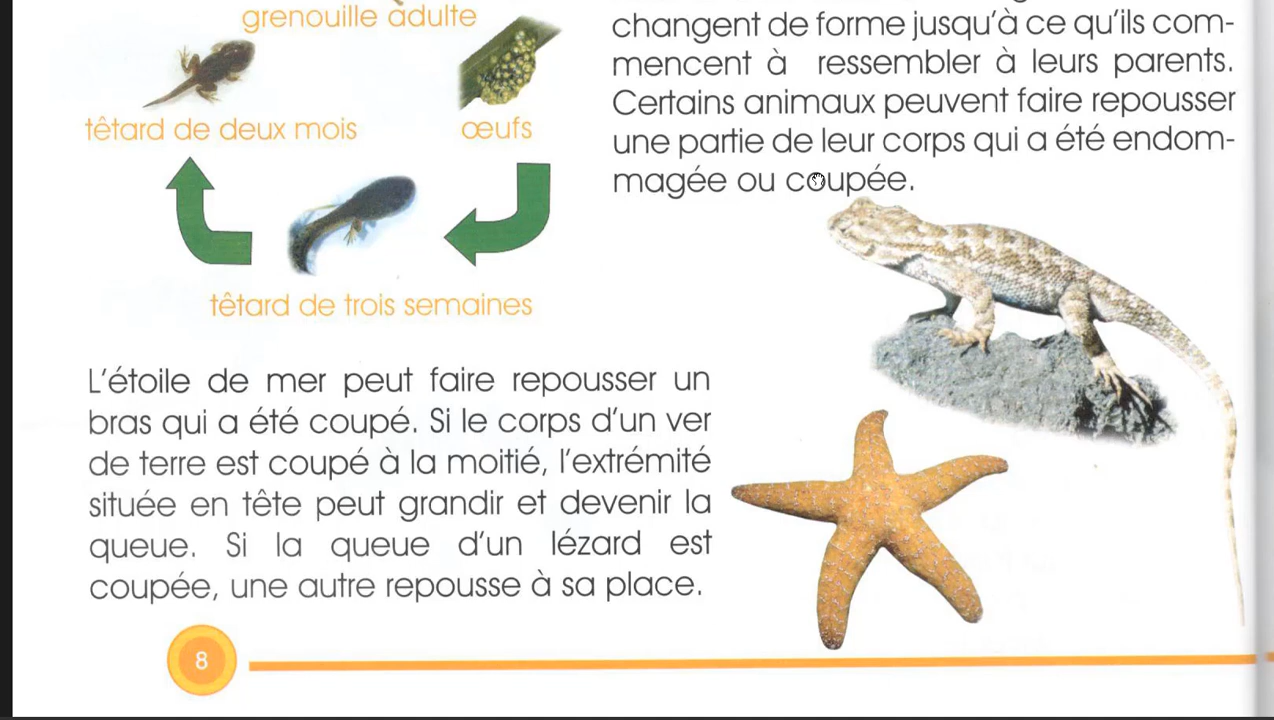 grenouille adulte
têtard de deux mois
œufs
têtard de trois semaines
changent de forme jusqu'à ce qu'ils com-
mencent à ressembler à leurs parents.
Certains animaux peuvent faire repousser
une partie de leur corps qui a été endom-
magée ou coupée.
L'étoile de mer peut faire repousser un
bras qui a été coupé. Si le corps d'un ver
de terre est coupé à la moitié, l'extrémité
située en tête peut grandir et devenir la
queue. Si la queue d'un lézard est
coupée, une autre repousse à sa place.
8